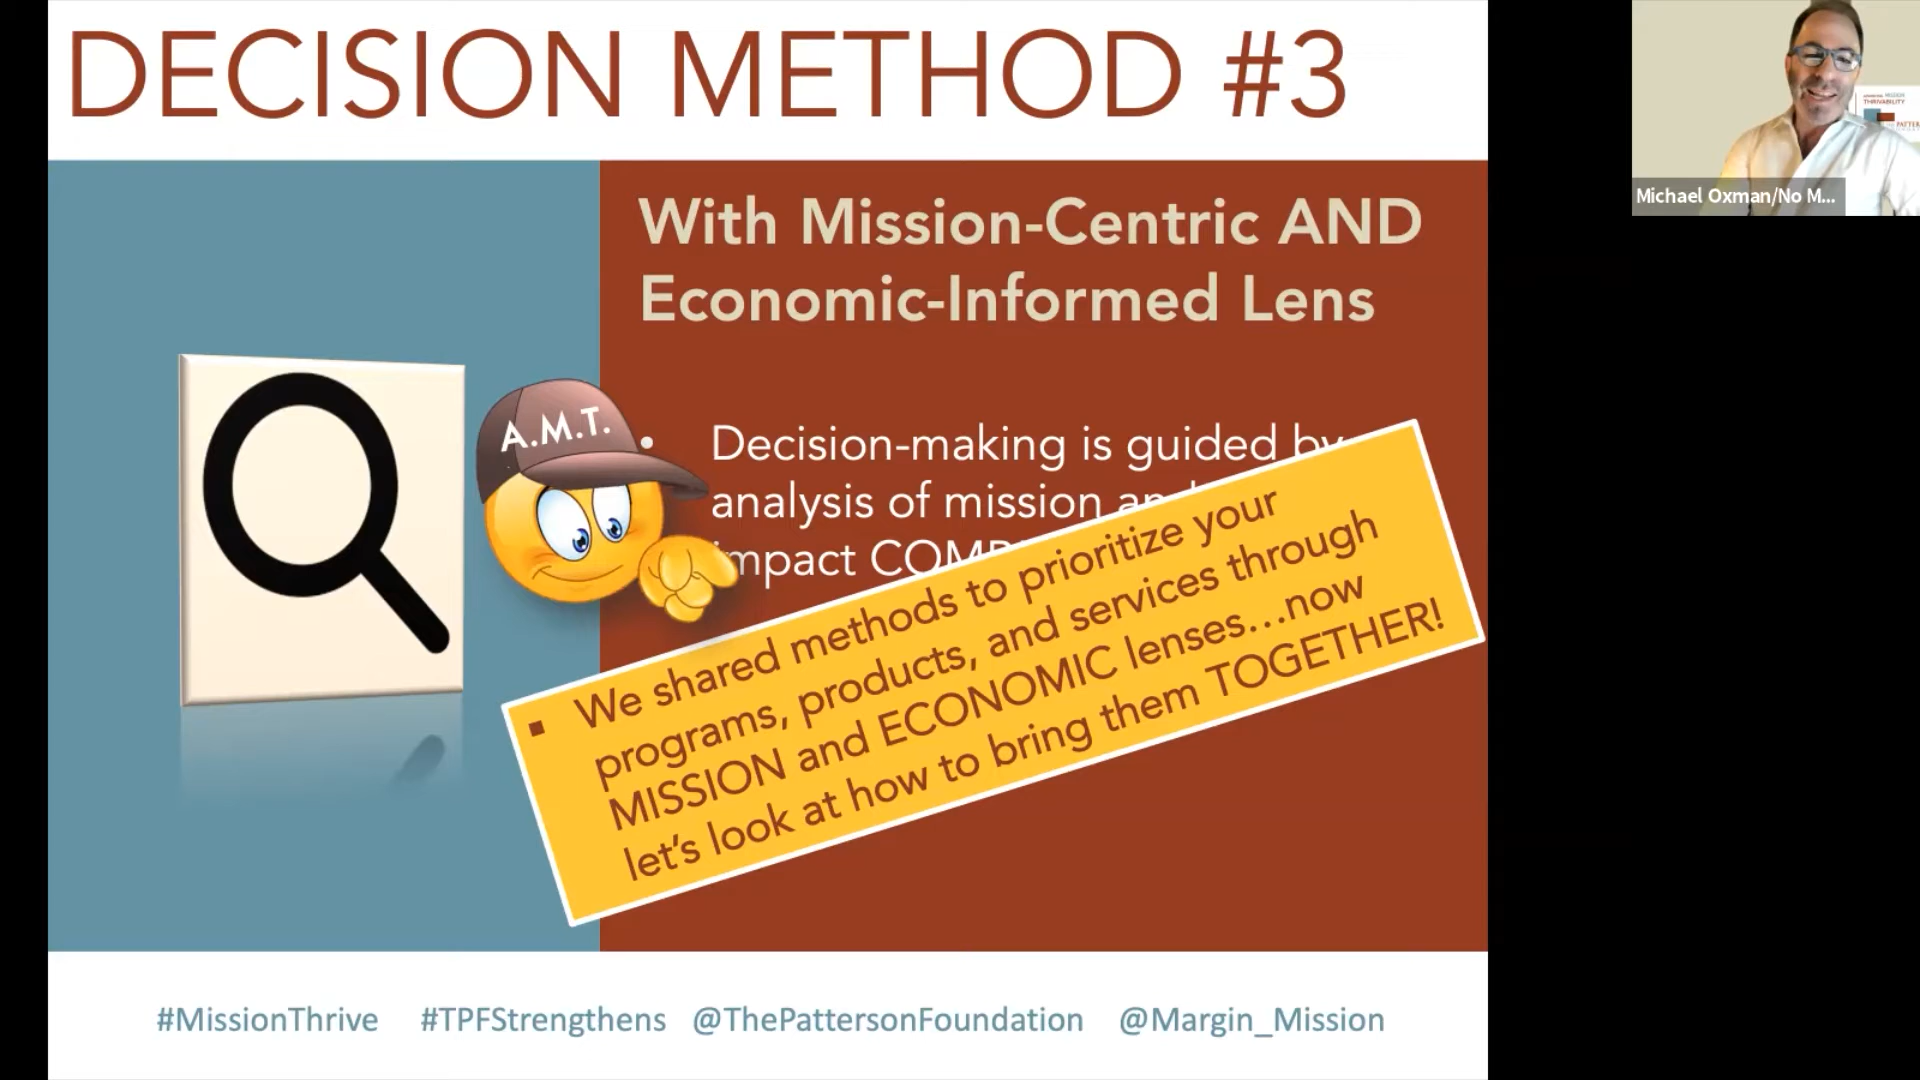 DECISION METHOD #3
With Mission-Centric AND
Economic-Informed Lens
A.M.T.
• Decision-making is guided by
analysis of mission
impact
▪ We shared methods to prioritize your
programs, products, and services through
MISSION and ECONOMIC lenses...now
let's look at how to bring them TOGETHER!
#MissionThrive #TPFStrengthens @ThePattersonFoundation @Margin_Mission
MISSION
THRIVABILITY
Michael Oxman/No M...